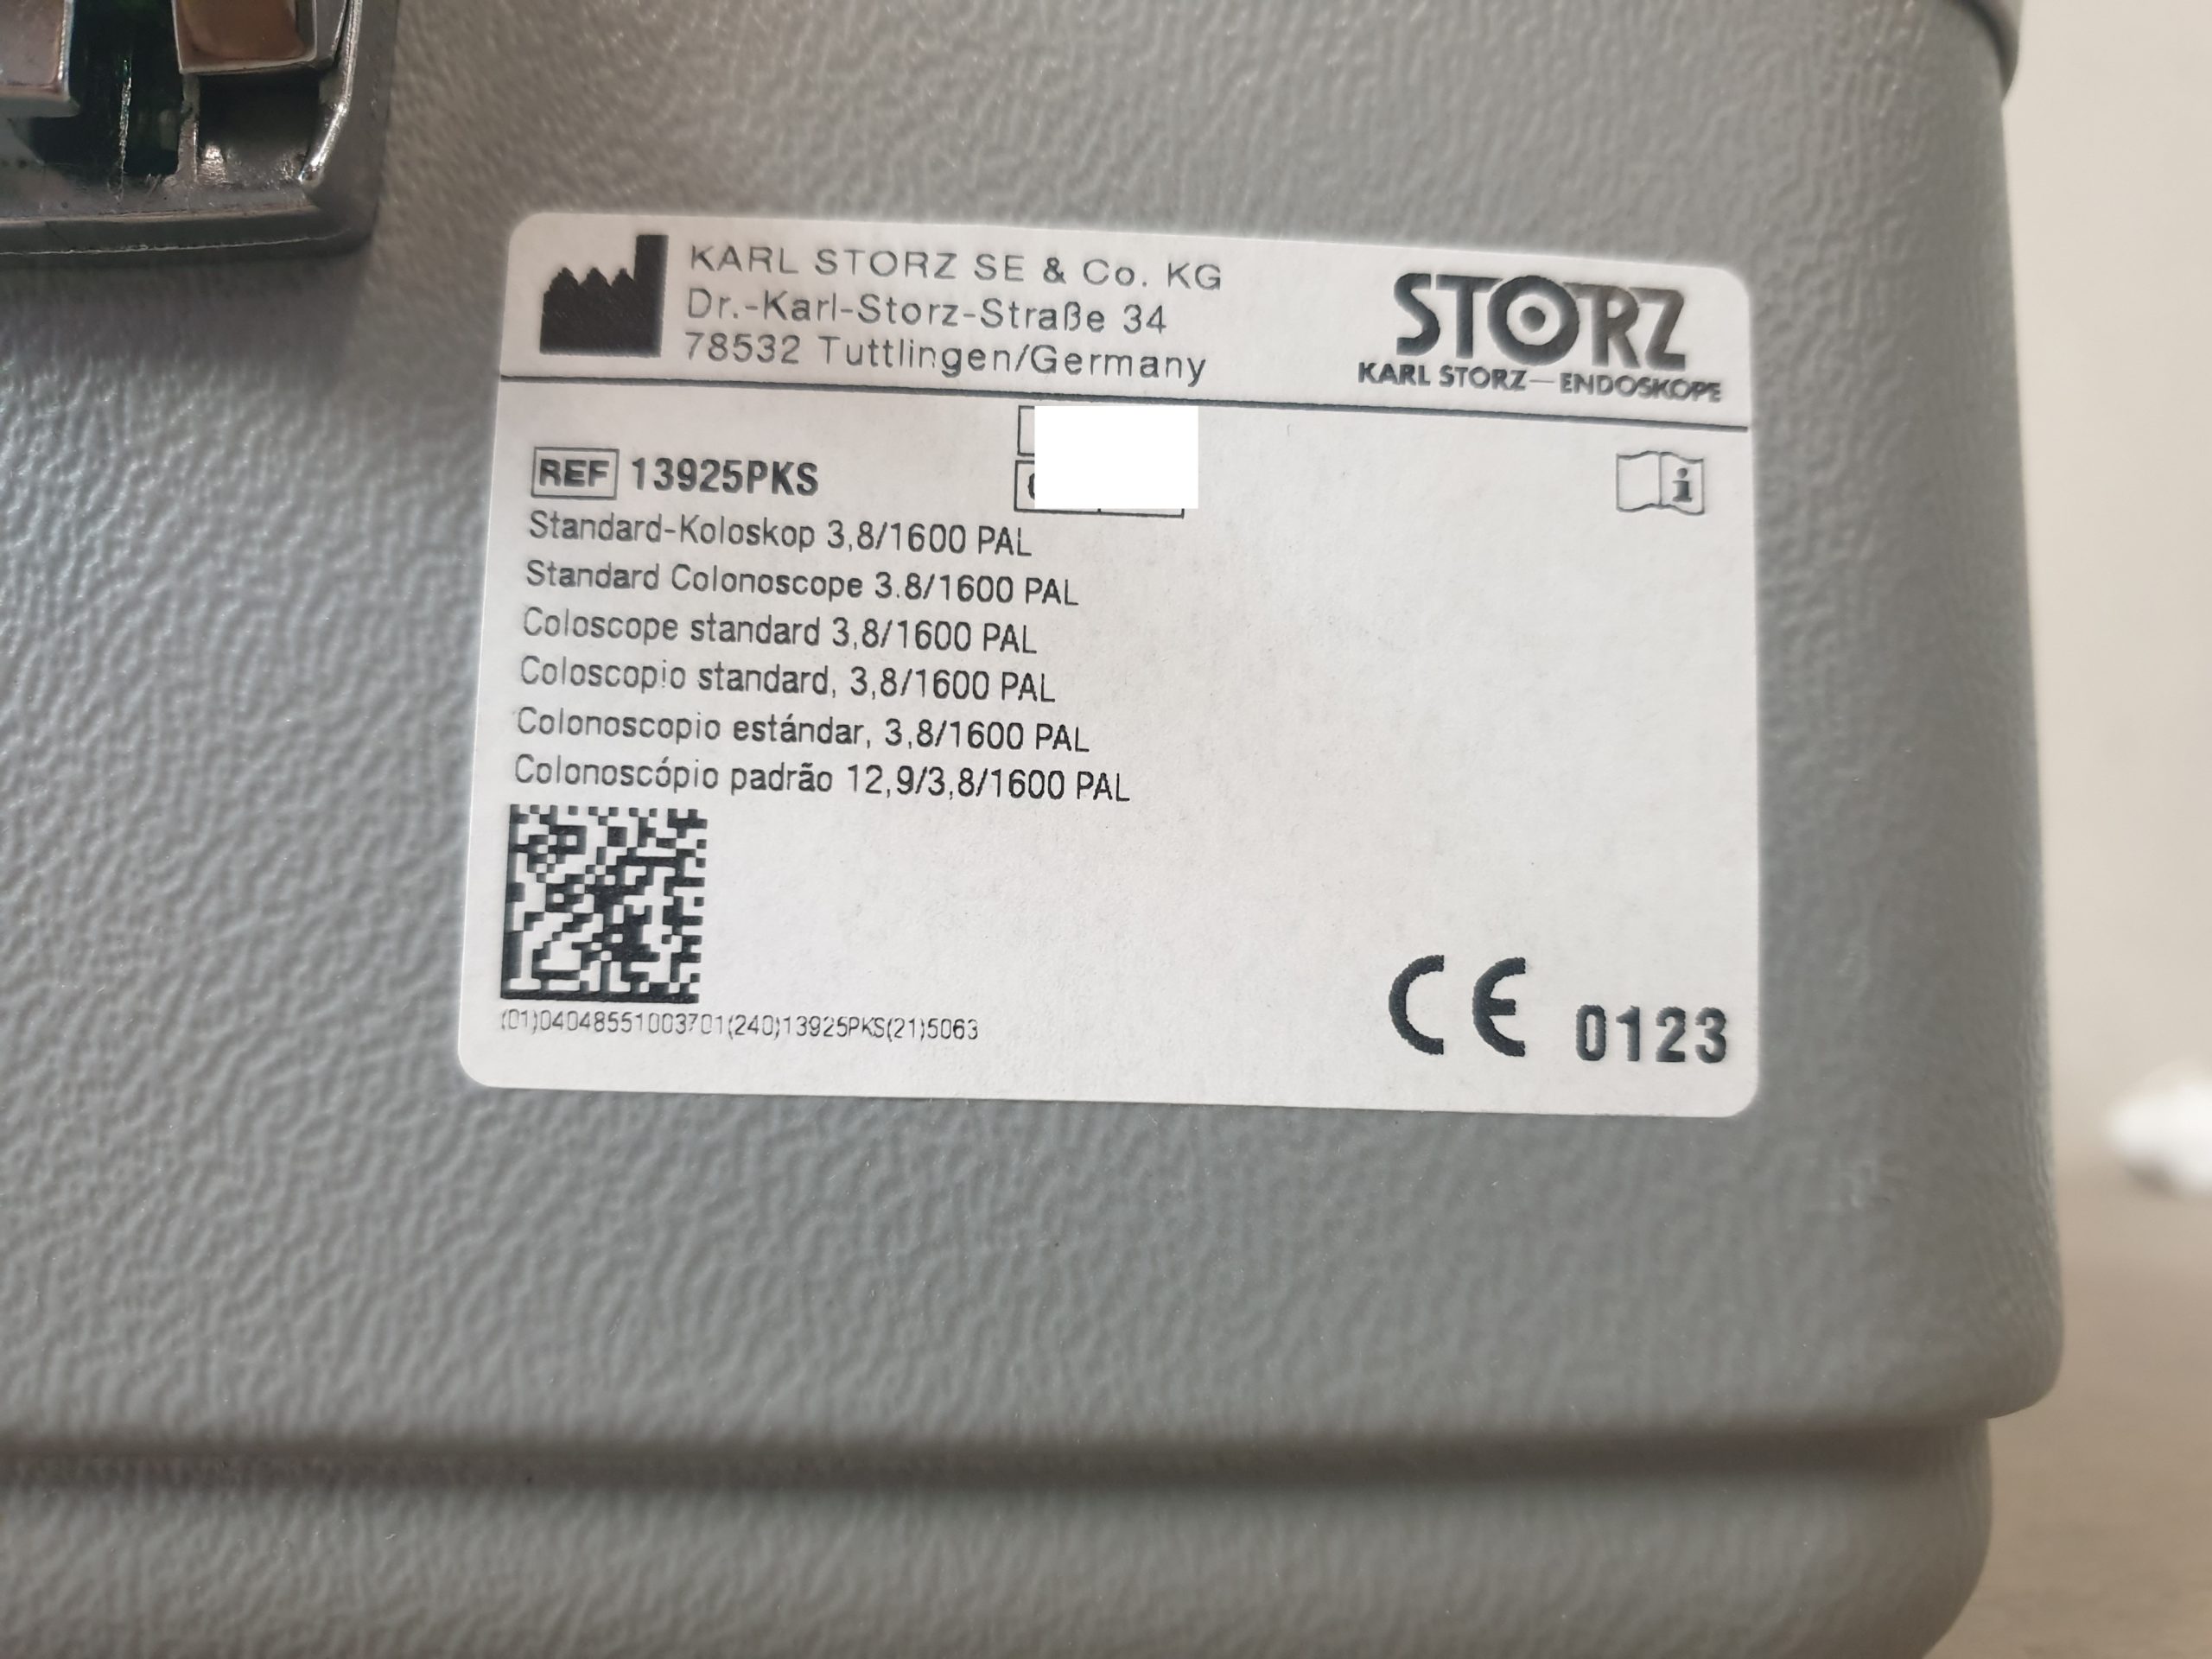 KARL STORZ SE & Co. KG
Dr.-Karl-Storz-Straße 34
78532 Tuttlingen/Germany
STORZ
KARL STORZ—ENDOSKOPE
REF 13925PKS
i
Standard-Koloskop 3,8/1600 PAL
Standard Colonoscope 3.8/1600 PAL
Coloscope standard 3,8/1600 PAL
Coloscopio standard, 3,8/1600 PAL
Colonoscopio estándar, 3,8/1600 PAL
Colonoscópio padrão 12,9/3,8/1600 PAL
(01)04048551003701(240)13925PKS(21)5063
CE 0123